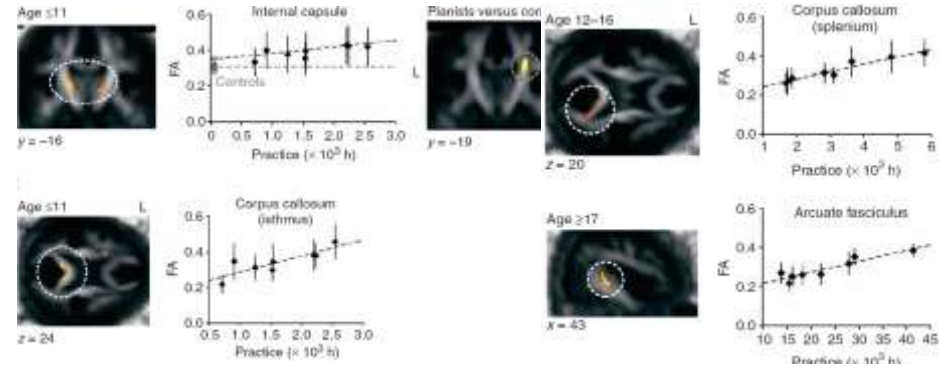 Age ≤11
Internal capsule
FA
0.6
0.4
0.2
0
Controls
0
0.5
1.0
1.5
2.0
2.5
3.0
Practice (× 10³ h)
y = −16
Pianists versus con
L
y = −19
Age 12–16
L
z = 20
Corpus callosum
(splenium)
FA
0.6
0.4
0.2
0.0
1
2
3
4
5
6
Practice (× 10³ h)
Age ≤11
L
z = 24
Corpus callosum
(isthmus)
FA
0.6
0.4
0.2
0.0
0.5
1.0
1.5
2.0
2.5
3.0
Practice (× 10³ h)
Age ≥17
x = 43
Arcuate fasciculus
FA
0.6
0.4
0.2
0.0
10
15
20
25
30
35
40
45
Practice (× 10³ h)